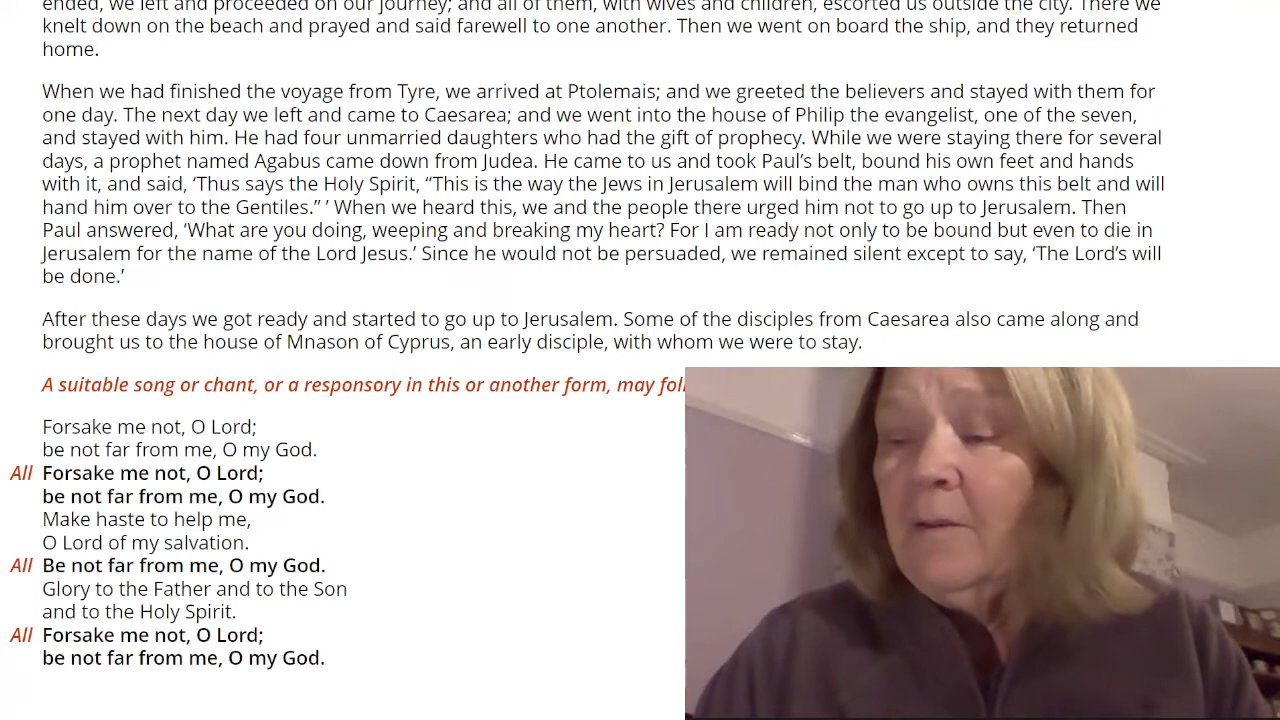 ended, we left and proceeded on our journey; and all of them, with wives and children, escorted us outside the city. There we
knelt down on the beach and prayed and said farewell to one another. Then we went on board the ship, and they returned
home.
When we had finished the voyage from Tyre, we arrived at Ptolemais; and we greeted the believers and stayed with them for
one day. The next day we left and came to Caesarea; and we went into the house of Philip the evangelist, one of the seven,
and stayed with him. He had four unmarried daughters who had the gift of prophecy. While we were staying there for several
days, a prophet named Agabus came down from Judea. He came to us and took Paul’s belt, bound his own feet and hands
with it, and said, ‘Thus says the Holy Spirit, “This is the way the Jews in Jerusalem will bind the man who owns this belt and will
hand him over to the Gentiles.” ’ When we heard this, we and the people there urged him not to go up to Jerusalem. Then
Paul answered, ‘What are you doing, weeping and breaking my heart? For I am ready not only to be bound but even to die in
Jerusalem for the name of the Lord Jesus.’ Since he would not be persuaded, we remained silent except to say, ‘The Lord’s will
be done.’
After these days we got ready and started to go up to Jerusalem. Some of the disciples from Caesarea also came along and
brought us to the house of Mnason of Cyprus, an early disciple, with whom we were to stay.
A suitable song or chant, or a responsory in this or another form, may
Forsake me not, O Lord;
be not far from me, O my God.
All Forsake me not, O Lord;
be not far from me, O my God.
Make haste to help me,
O Lord of my salvation.
All Be not far from me, O my God.
Glory to the Father and to the Son
and to the Holy Spirit.
All Forsake me not, O Lord;
be not far from me, O my God.